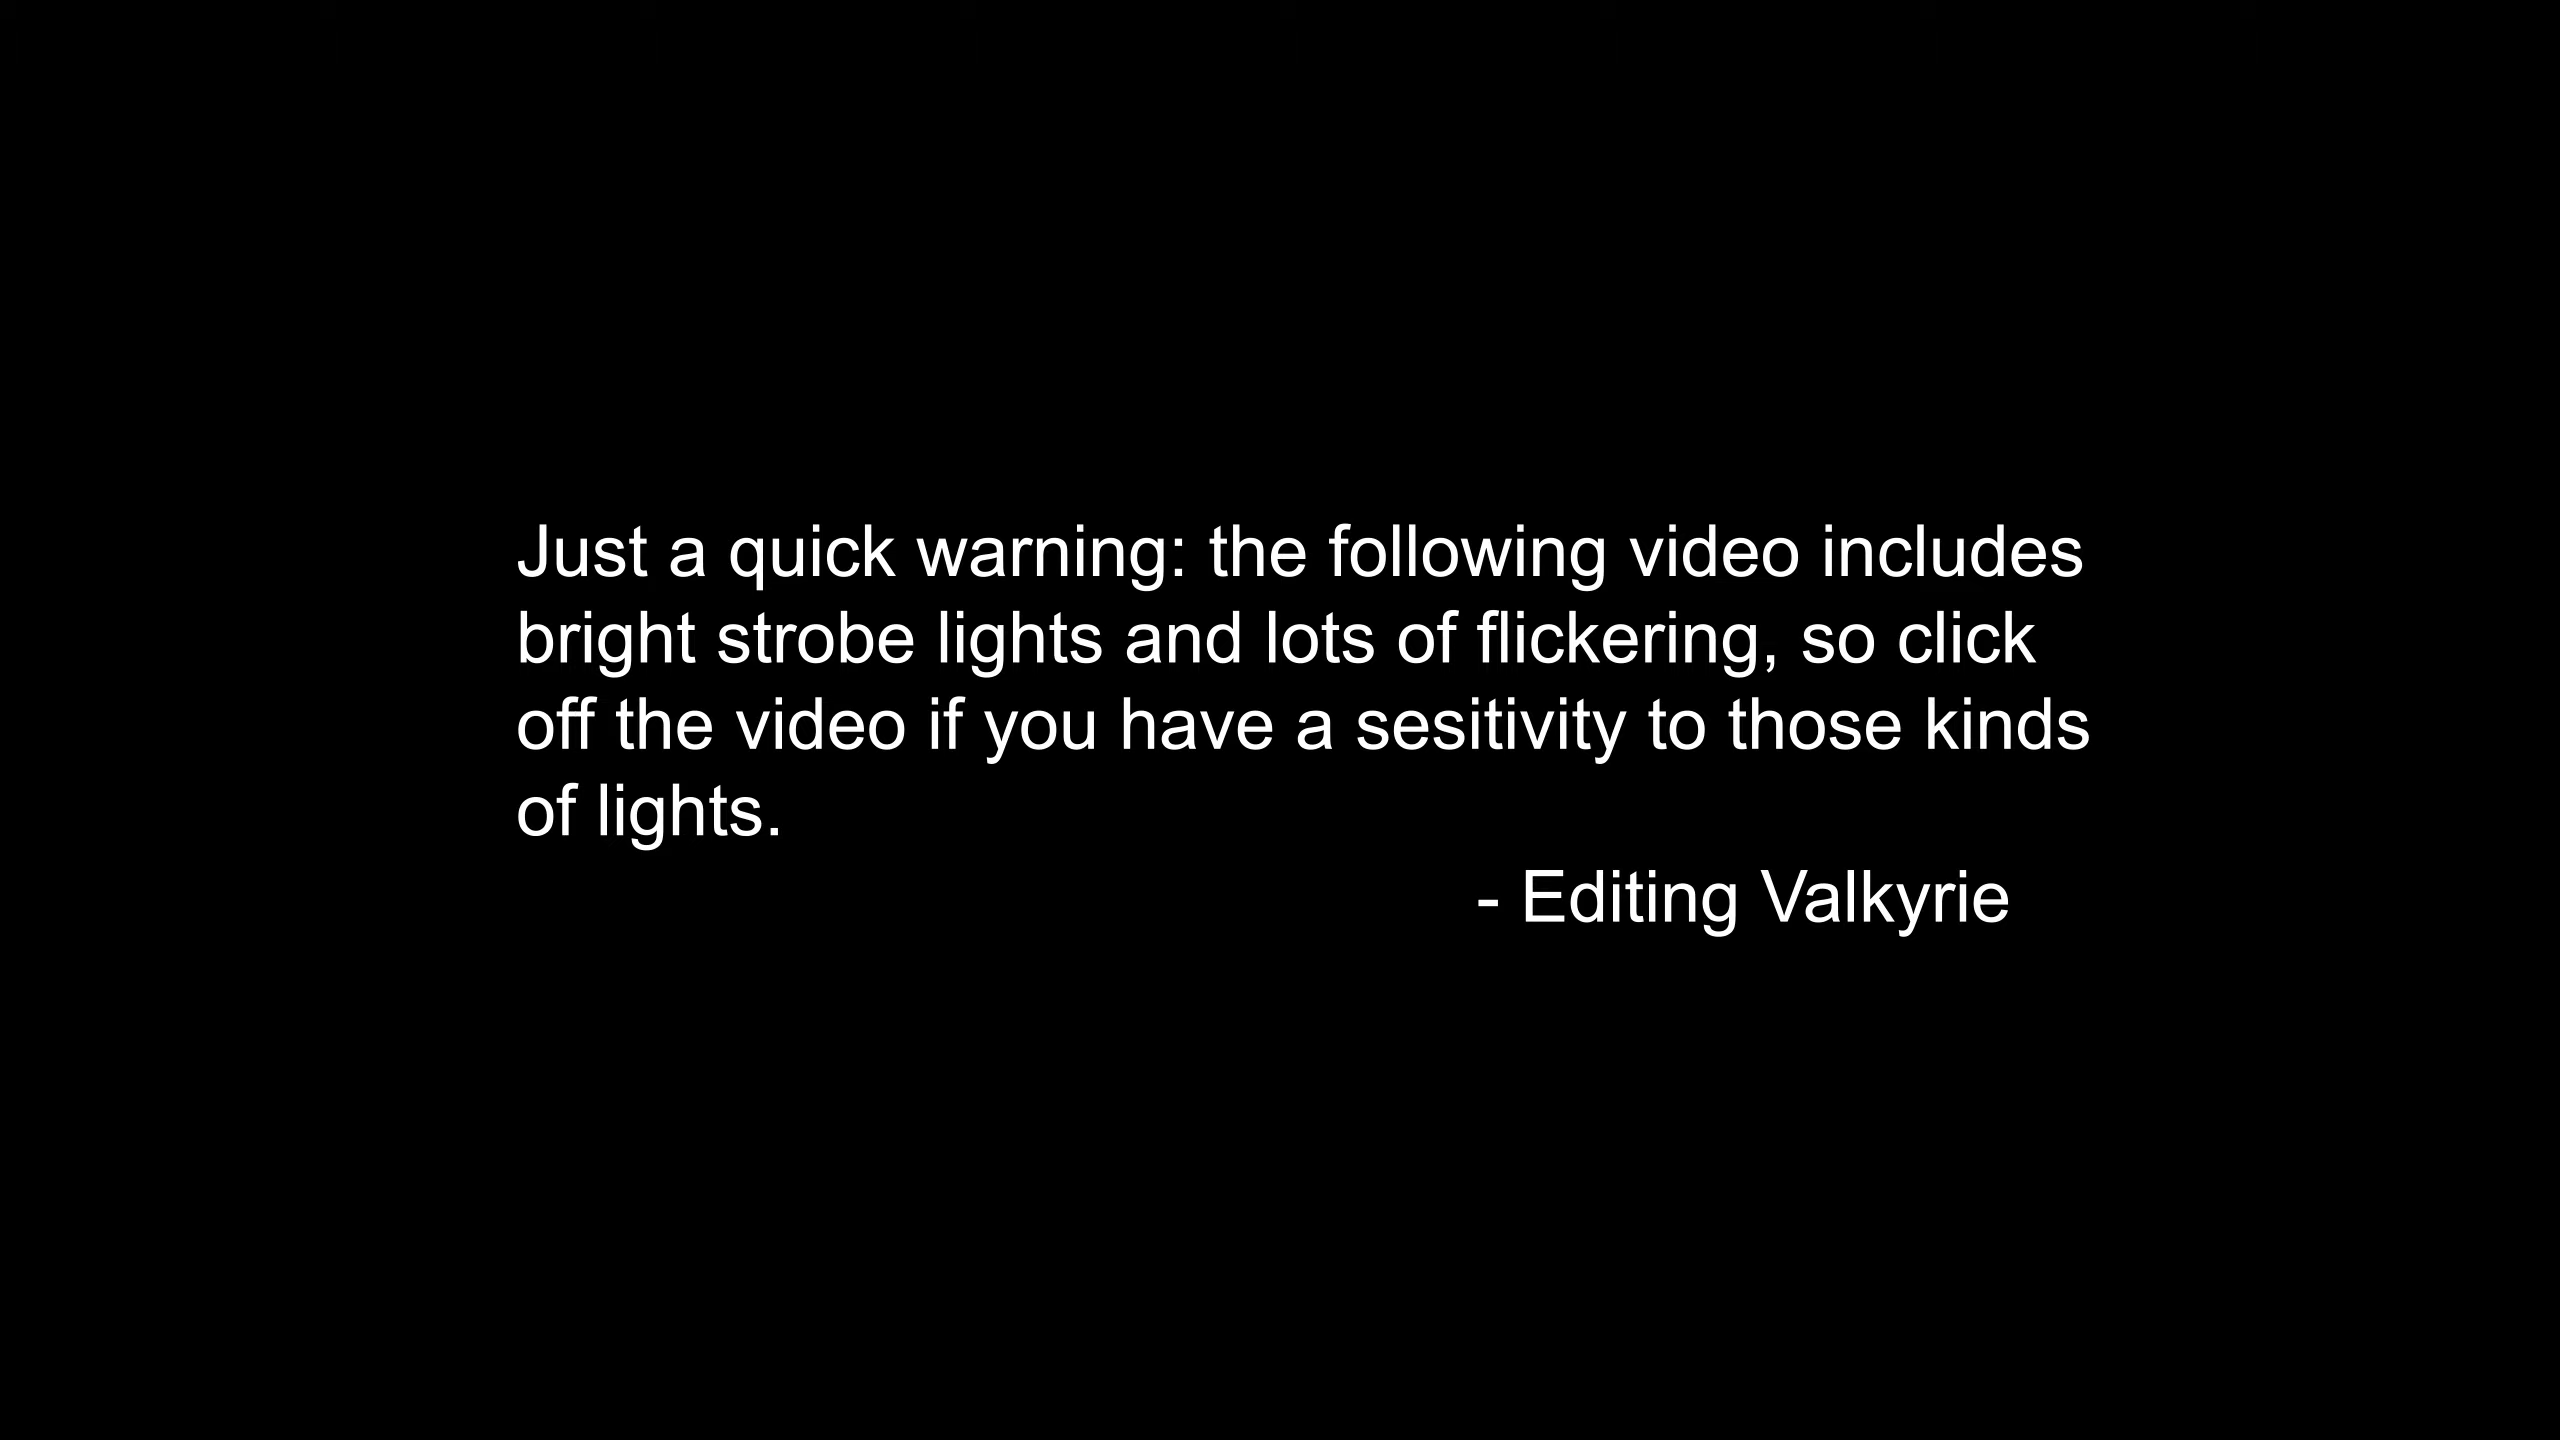 Just a quick warning: the following video includes
bright strobe lights and lots of flickering, so click
off the video if you have a sesitivity to those kinds
of lights.
- Editing Valkyrie